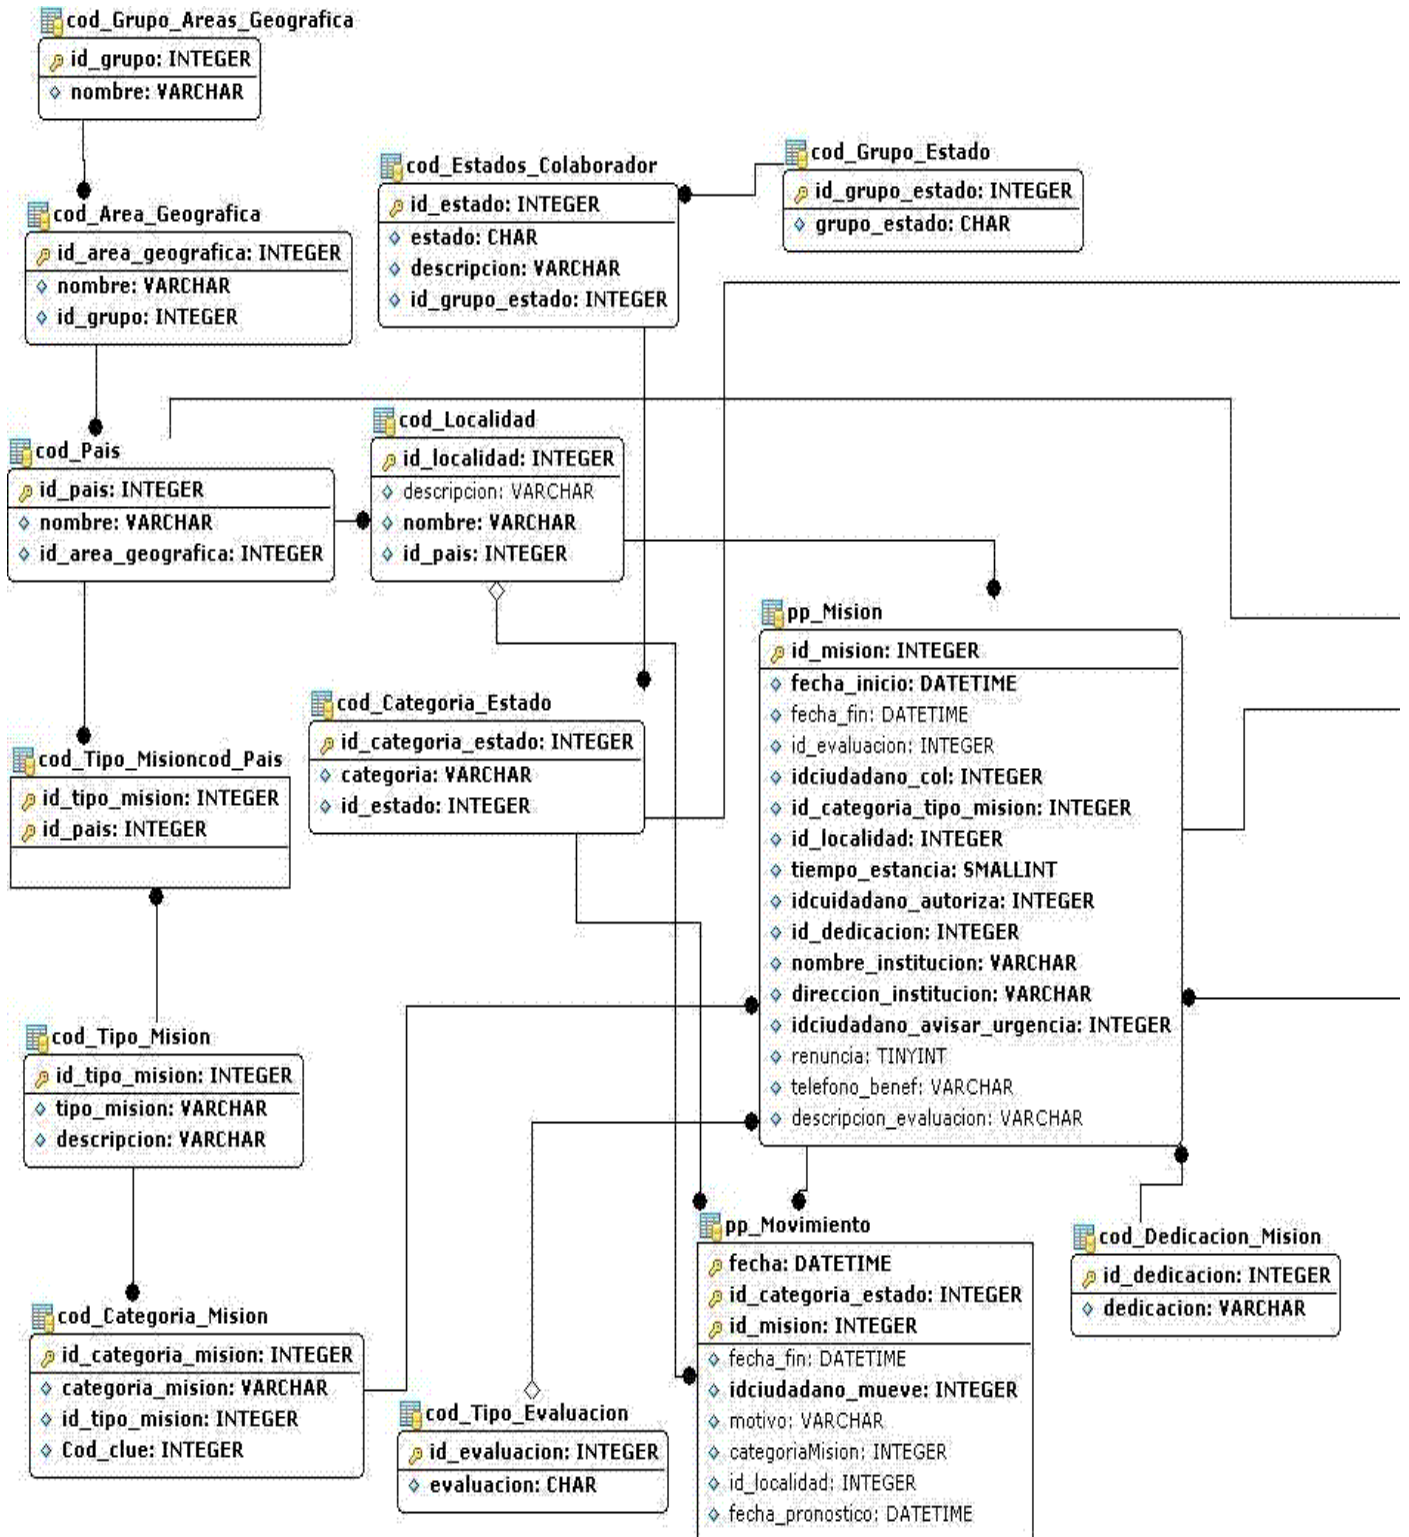 cod_Grupo_Areas_Geografica
id_grupo: INTEGER
nombre: VARCHAR
cod_Area_Geografica
id_area_geografica: INTEGER
nombre: VARCHAR
id_grupo: INTEGER
cod_Estados_Colaborador
id_estado: INTEGER
estado: CHAR
descripcion: VARCHAR
id_grupo_estado: INTEGER
cod_Grupo_Estado
id_grupo_estado: INTEGER
grupo_estado: CHAR
cod_Pais
id_pais: INTEGER
nombre: VARCHAR
id_area_geografica: INTEGER
cod_Localidad
id_localidad: INTEGER
descripcion: VARCHAR
nombre: VARCHAR
id_pais: INTEGER
pp_Mision
id_mision: INTEGER
fecha_inicio: DATETIME
fecha_fin: DATETIME
id_evaluacion: INTEGER
idciudadano_col: INTEGER
id_categoria_tipo_mision: INTEGER
id_localidad: INTEGER
tiempo_estancia: SMALLINT
idcuidadano_autoriza: INTEGER
id_dedicacion: INTEGER
nombre_institucion: VARCHAR
direccion_institucion: VARCHAR
idciudadano_avisar_urgencia: INTEGER
renuncia: TINYINT
telefono_benef: VARCHAR
descripcion_evaluacion: VARCHAR
cod_Categoria_Estado
id_categoria_estado: INTEGER
categoria: VARCHAR
id_estado: INTEGER
cod_Tipo_Misioncod_Pais
id_tipo_mision: INTEGER
id_pais: INTEGER
cod_Tipo_Mision
id_tipo_mision: INTEGER
tipo_mision: VARCHAR
descripcion: VARCHAR
cod_Categoria_Mision
id_categoria_mision: INTEGER
categoria_mision: VARCHAR
id_tipo_mision: INTEGER
Cod_clue: INTEGER
cod_Tipo_Evaluacion
id_evaluacion: INTEGER
evaluacion: CHAR
pp_Movimiento
fecha: DATETIME
id_categoria_estado: INTEGER
id_mision: INTEGER
fecha_fin: DATETIME
idciudadano_mueve: INTEGER
motivo: VARCHAR
categoriaMision: INTEGER
id_localidad: INTEGER
fecha_pronostico: DATETIME
cod_Dedicacion_Mision
id_dedicacion: INTEGER
dedicacion: VARCHAR